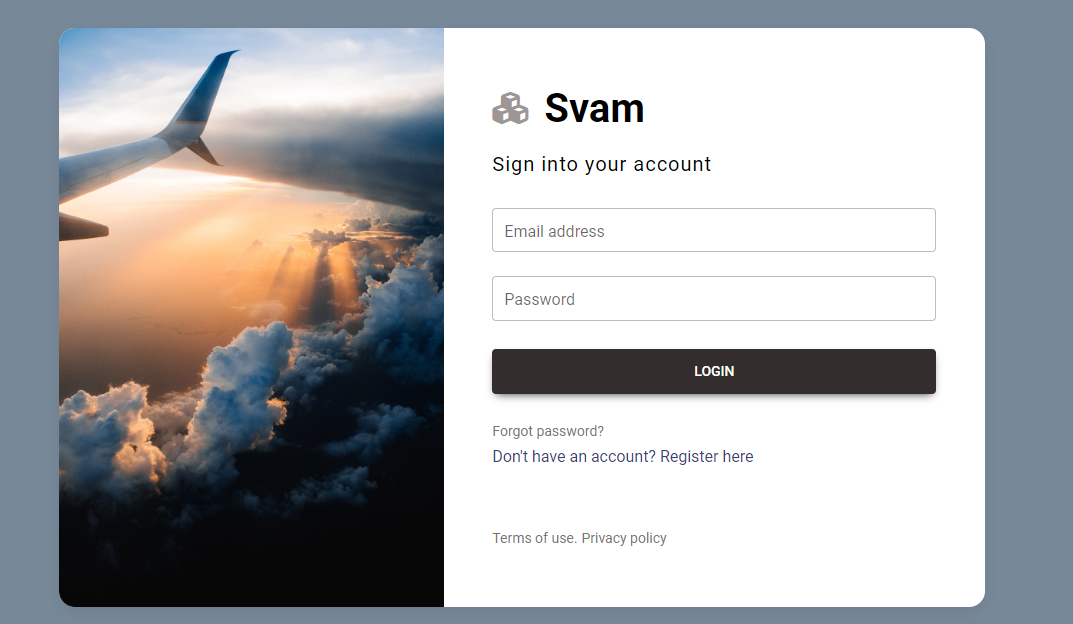 Svam
Sign into your account
Email address
Password
LOGIN
Forgot password?
Don't have an account? Register here
Terms of use. Privacy policy